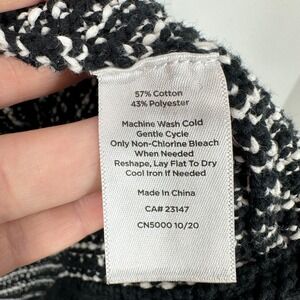 57% Cotton
43% Polyester
Machine Wash Cold
Gentle Cycle
Only Non-Chlorine Bleach
When Needed
Reshape, Lay Flat To Dry
Cool Iron If Needed
Made in China
CA# 23147
CN5000 10/20